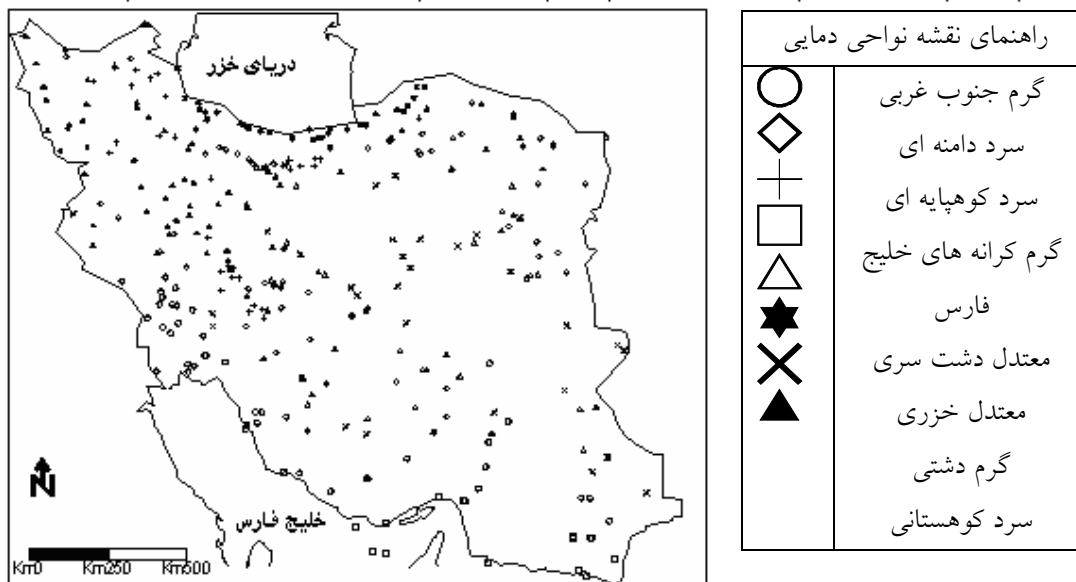 دریای خزر
N
خلیج فارس
Km0 Km250 Km500
راهنمای نقشه نواحی دمایی
گرم جنوب غربی
سرد دامنه ای
سرد کوهپایه ای
گرم کرانه های خلیج
فارس
معتدل دشت سری
معتدل خزری
گرم دشتی
سرد کوهستانی